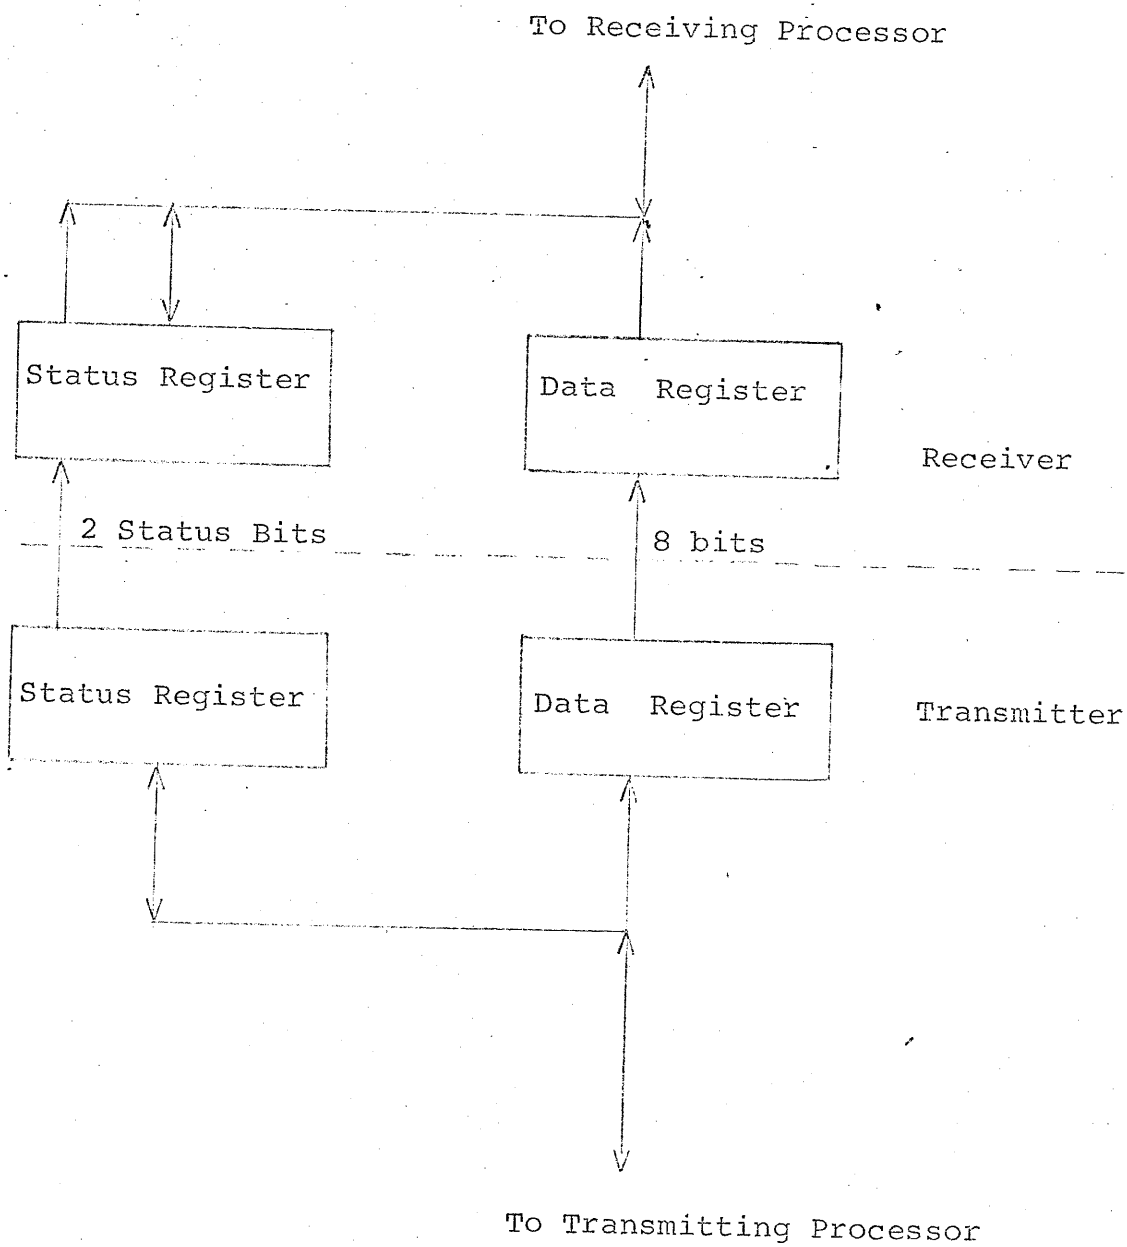 To Receiving Processor
Status Register
Data Register
Receiver
2 Status Bits
8 bits
Status Register
Data Register
Transmitter
To Transmitting Processor